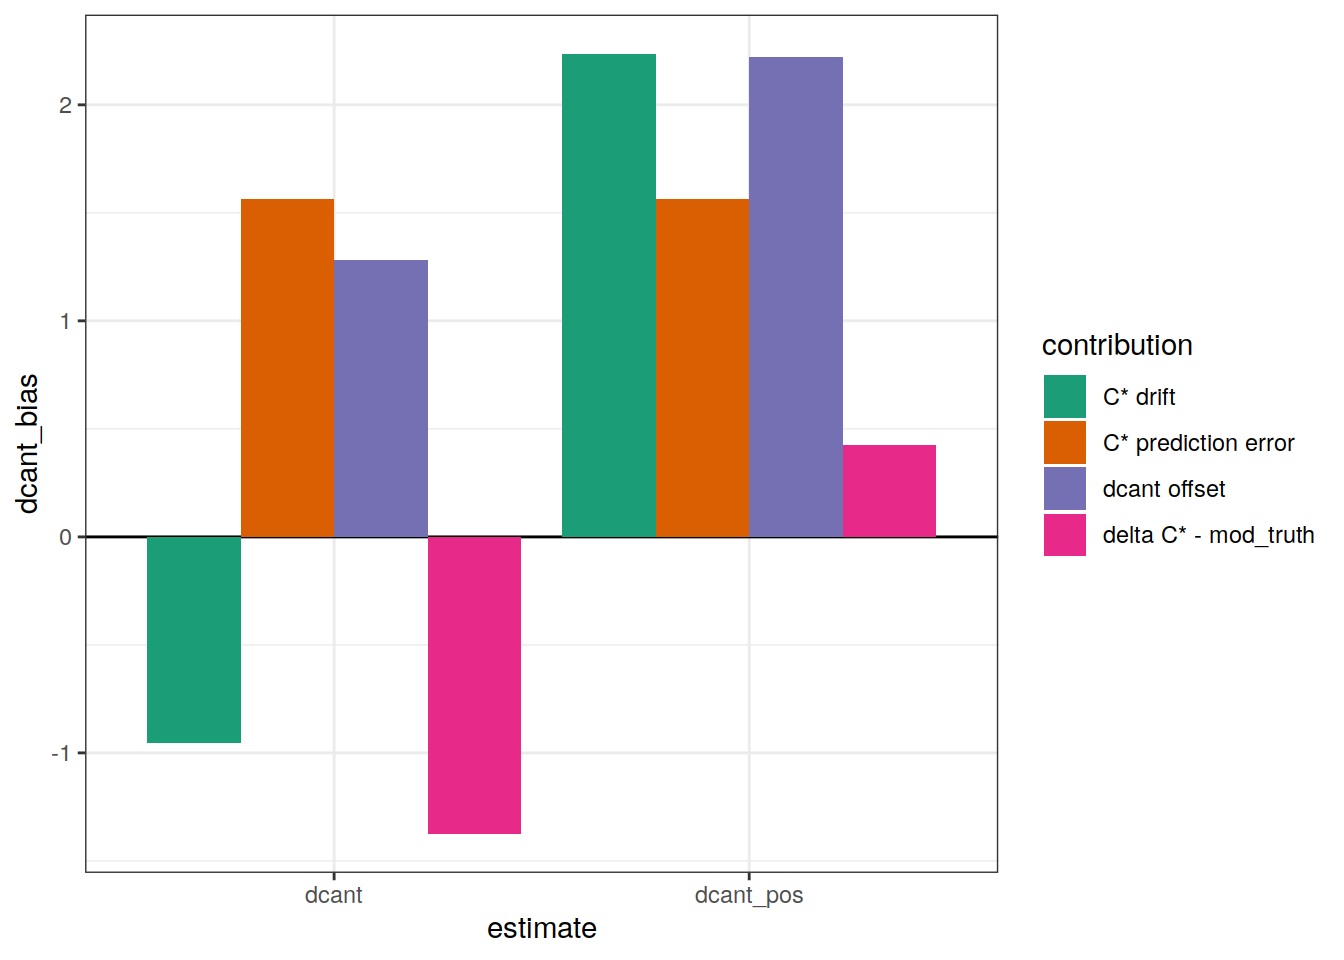 dcant_bias
2
1
0
-1
dcant
dcant_pos
estimate
contribution
C* drift
C* prediction error
dcant offset
delta C* - mod_truth